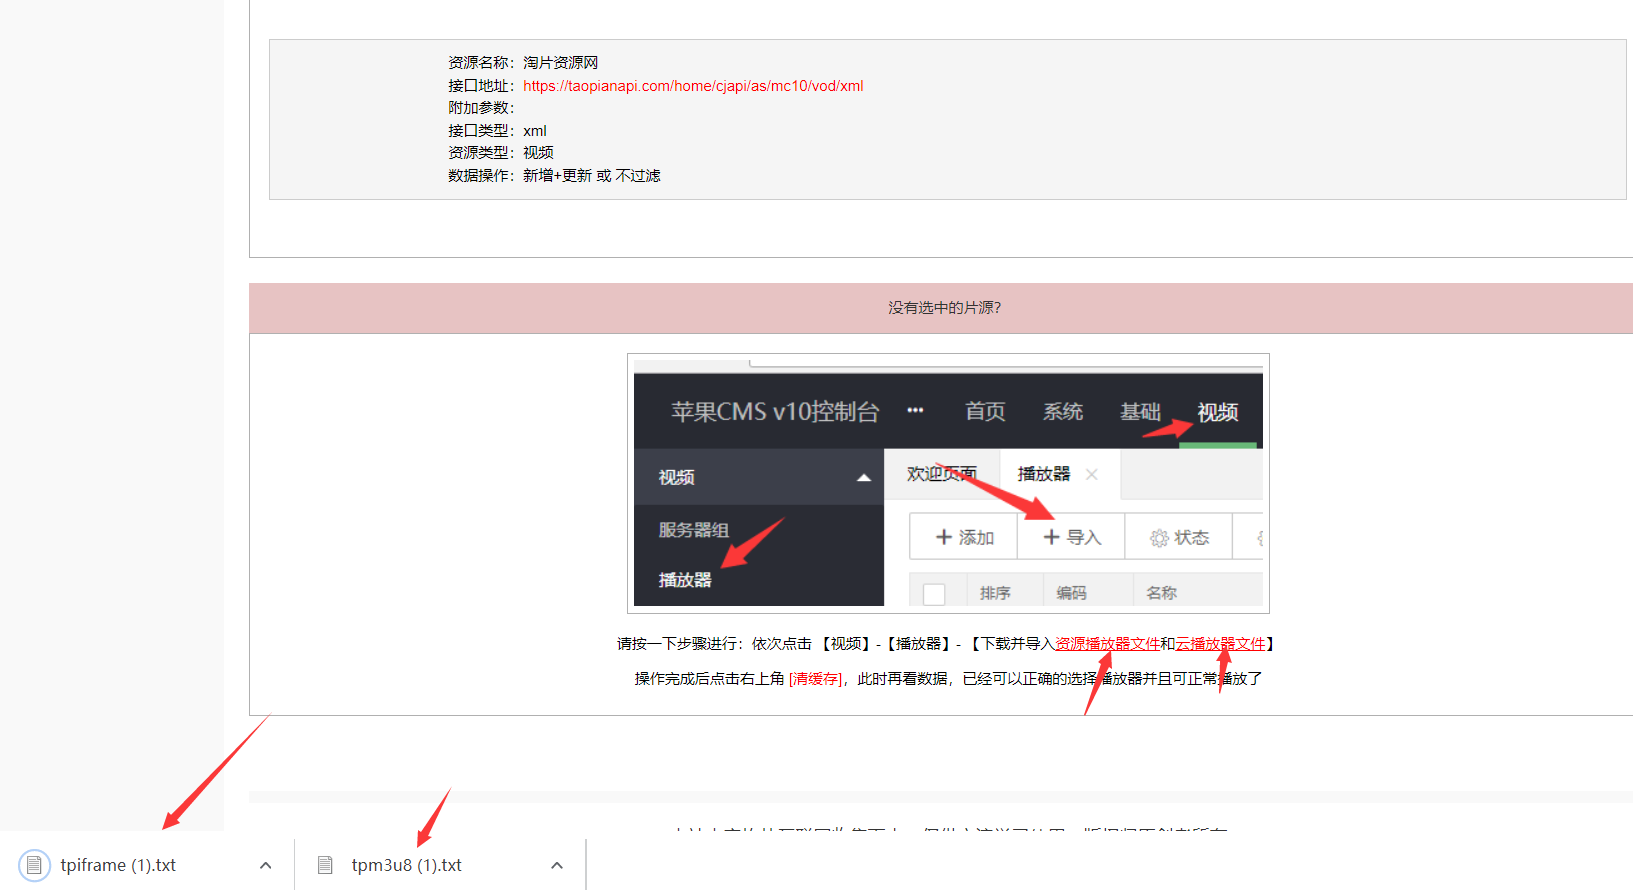 资源名称：淘片资源网
接口地址：https://taopianapi.com/home/cjapi/as/mc10/vod/xml
附加参数：
接口类型：xml
资源类型：视频
数据操作：新增+更新 或 不过滤
没有选中的片源?
苹果CMS v10控制台 ··· 首页 系统 基础 视频
视频 欢迎页面 播放器 ×
服务器组 + 添加 + 导入 状态
播放器 排序 编码 名称
请按一下步骤进行：依次点击 【视频】-【播放器】- 【下载并导入资源播放器文件和云播放器文件】
操作完成后点击右上角 [清缓存]，此时再看数据，已经可以正确的选择播放器并且可正常播放了
tpiframe (1).txt tpm3u8 (1).txt